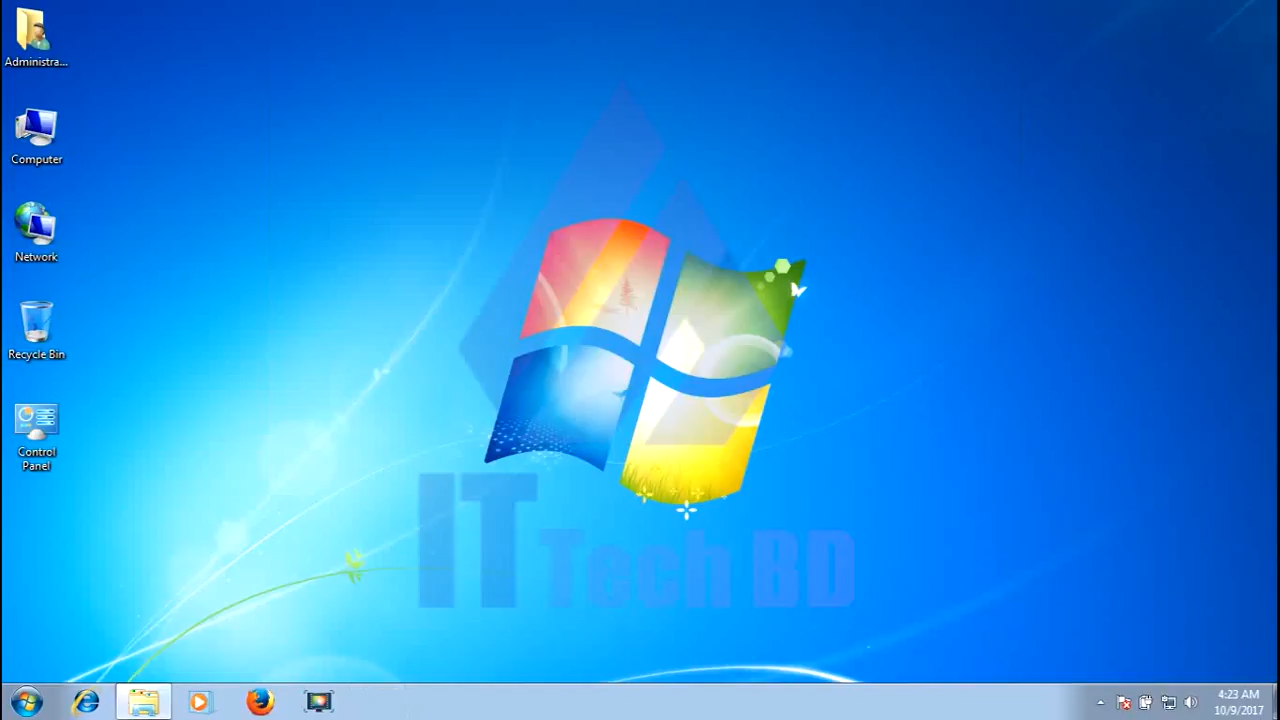 Administra...
Computer
Network
Recycle Bin
Control
Panel
IT Tech BD
4:23 AM
10/9/2017